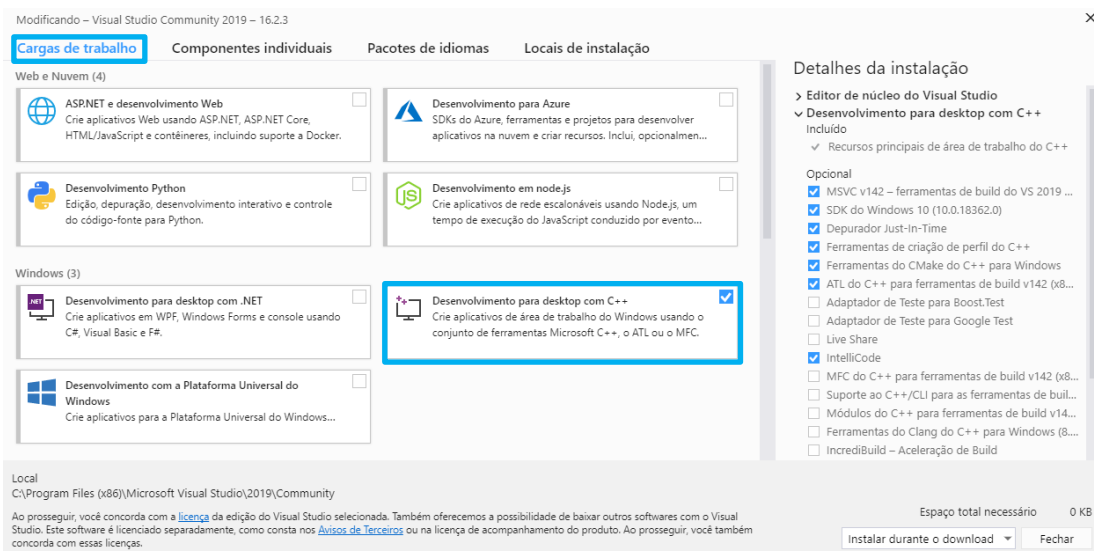 Modificando – Visual Studio Community 2019 – 16.2.3
Cargas de trabalho
Componentes individuais
Pacotes de idiomas
Locais de instalação
Web e Nuvem (4)
ASP.NET e desenvolvimento Web
Crie aplicativos Web usando ASP.NET, ASP.NET Core,
HTML/JavaScript e contêineres, incluindo suporte a Docker.
Desenvolvimento para Azure
SDKs do Azure, ferramentas e projetos para desenvolver
aplicativos na nuvem e criar recursos. Inclui, opcionalmen...
Desenvolvimento Python
Edição, depuração, desenvolvimento interativo e controle
do código-fonte para Python.
JS
Desenvolvimento em node.js
Crie aplicativos de rede escalonáveis usando Node.js, um
tempo de execução do JavaScript conduzido por evento...
Windows (3)
.NET
Desenvolvimento para desktop com .NET
Crie aplicativos em WPF, Windows Forms e console usando
C#, Visual Basic e F#.
Desenvolvimento para desktop com C++
Crie aplicativos de área de trabalho do Windows usando o
conjunto de ferramentas Microsoft C++, o ATL ou o MFC.
Desenvolvimento com a Plataforma Universal do
Windows
Crie aplicativos para a Plataforma Universal do Windows...
Detalhes da instalação
Editor de núcleo do Visual Studio
Desenvolvimento para desktop com C++
Incluído
Recursos principais de área de trabalho do C++
Opcional
MSVC v142 – ferramentas de build do VS 2019 ...
SDK do Windows 10 (10.0.18362.0)
Depurador Just-In-Time
Ferramentas de criação de perfil do C++
Ferramentas do CMake do C++ para Windows
ATL do C++ para ferramentas de build v142 (x8...
Adaptador de Teste para Boost.Test
Adaptador de Teste para Google Test
Live Share
IntelliCode
MFC do C++ para ferramentas de build v142 (x8...
Suporte ao C++/CLI para as ferramentas de buil...
Módulos do C++ para ferramentas de build v14...
Ferramentas do Clang do C++ para Windows (8....
IncrediBuild – Aceleração de Build
Local
C:\Program Files (x86)\Microsoft Visual Studio\2019\Community
Ao prosseguir, você concorda com a licença da edição do Visual Studio selecionada. Também oferecemos a possibilidade de baixar outros softwares com o Visual
Studio. Este software é licenciado separadamente, como consta nos Avisos de Terceiros ou na licença de acompanhamento do produto. Ao prosseguir, você também
concorda com essas licenças.
Espaço total necessário 0 KB
Instalar durante o download
Fechar